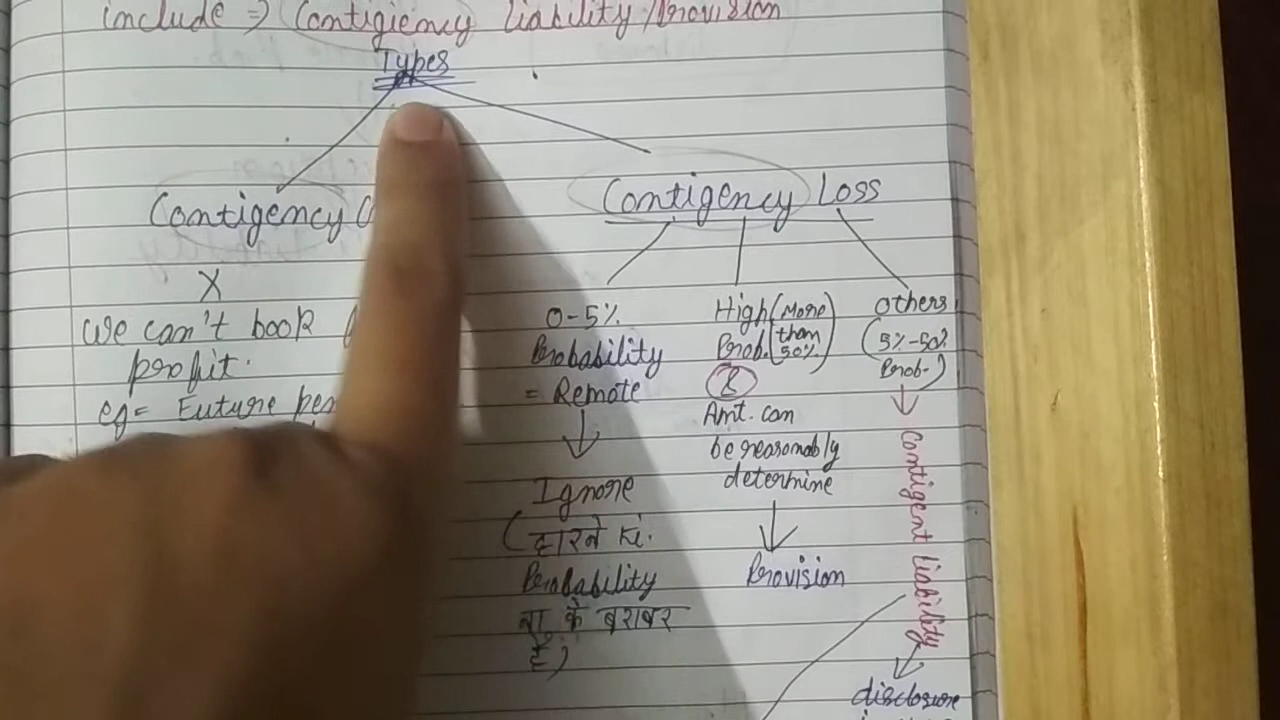 include ⇒ Contigiency liability/Provision
Types
Contigency
X
We can't book
profit.
eg = Future
Contigency Loss
0-5%
Probability
= Remote
↓
Ignore
(हारने ki.
Probability
ना के बराबर
है)
High (More
Prob. than
50%)
&
Amt. can
be reasonably
determine
↓
Provision
others
(5%-50%
Prob.)
↓
Contigent liability
↓
disclosure